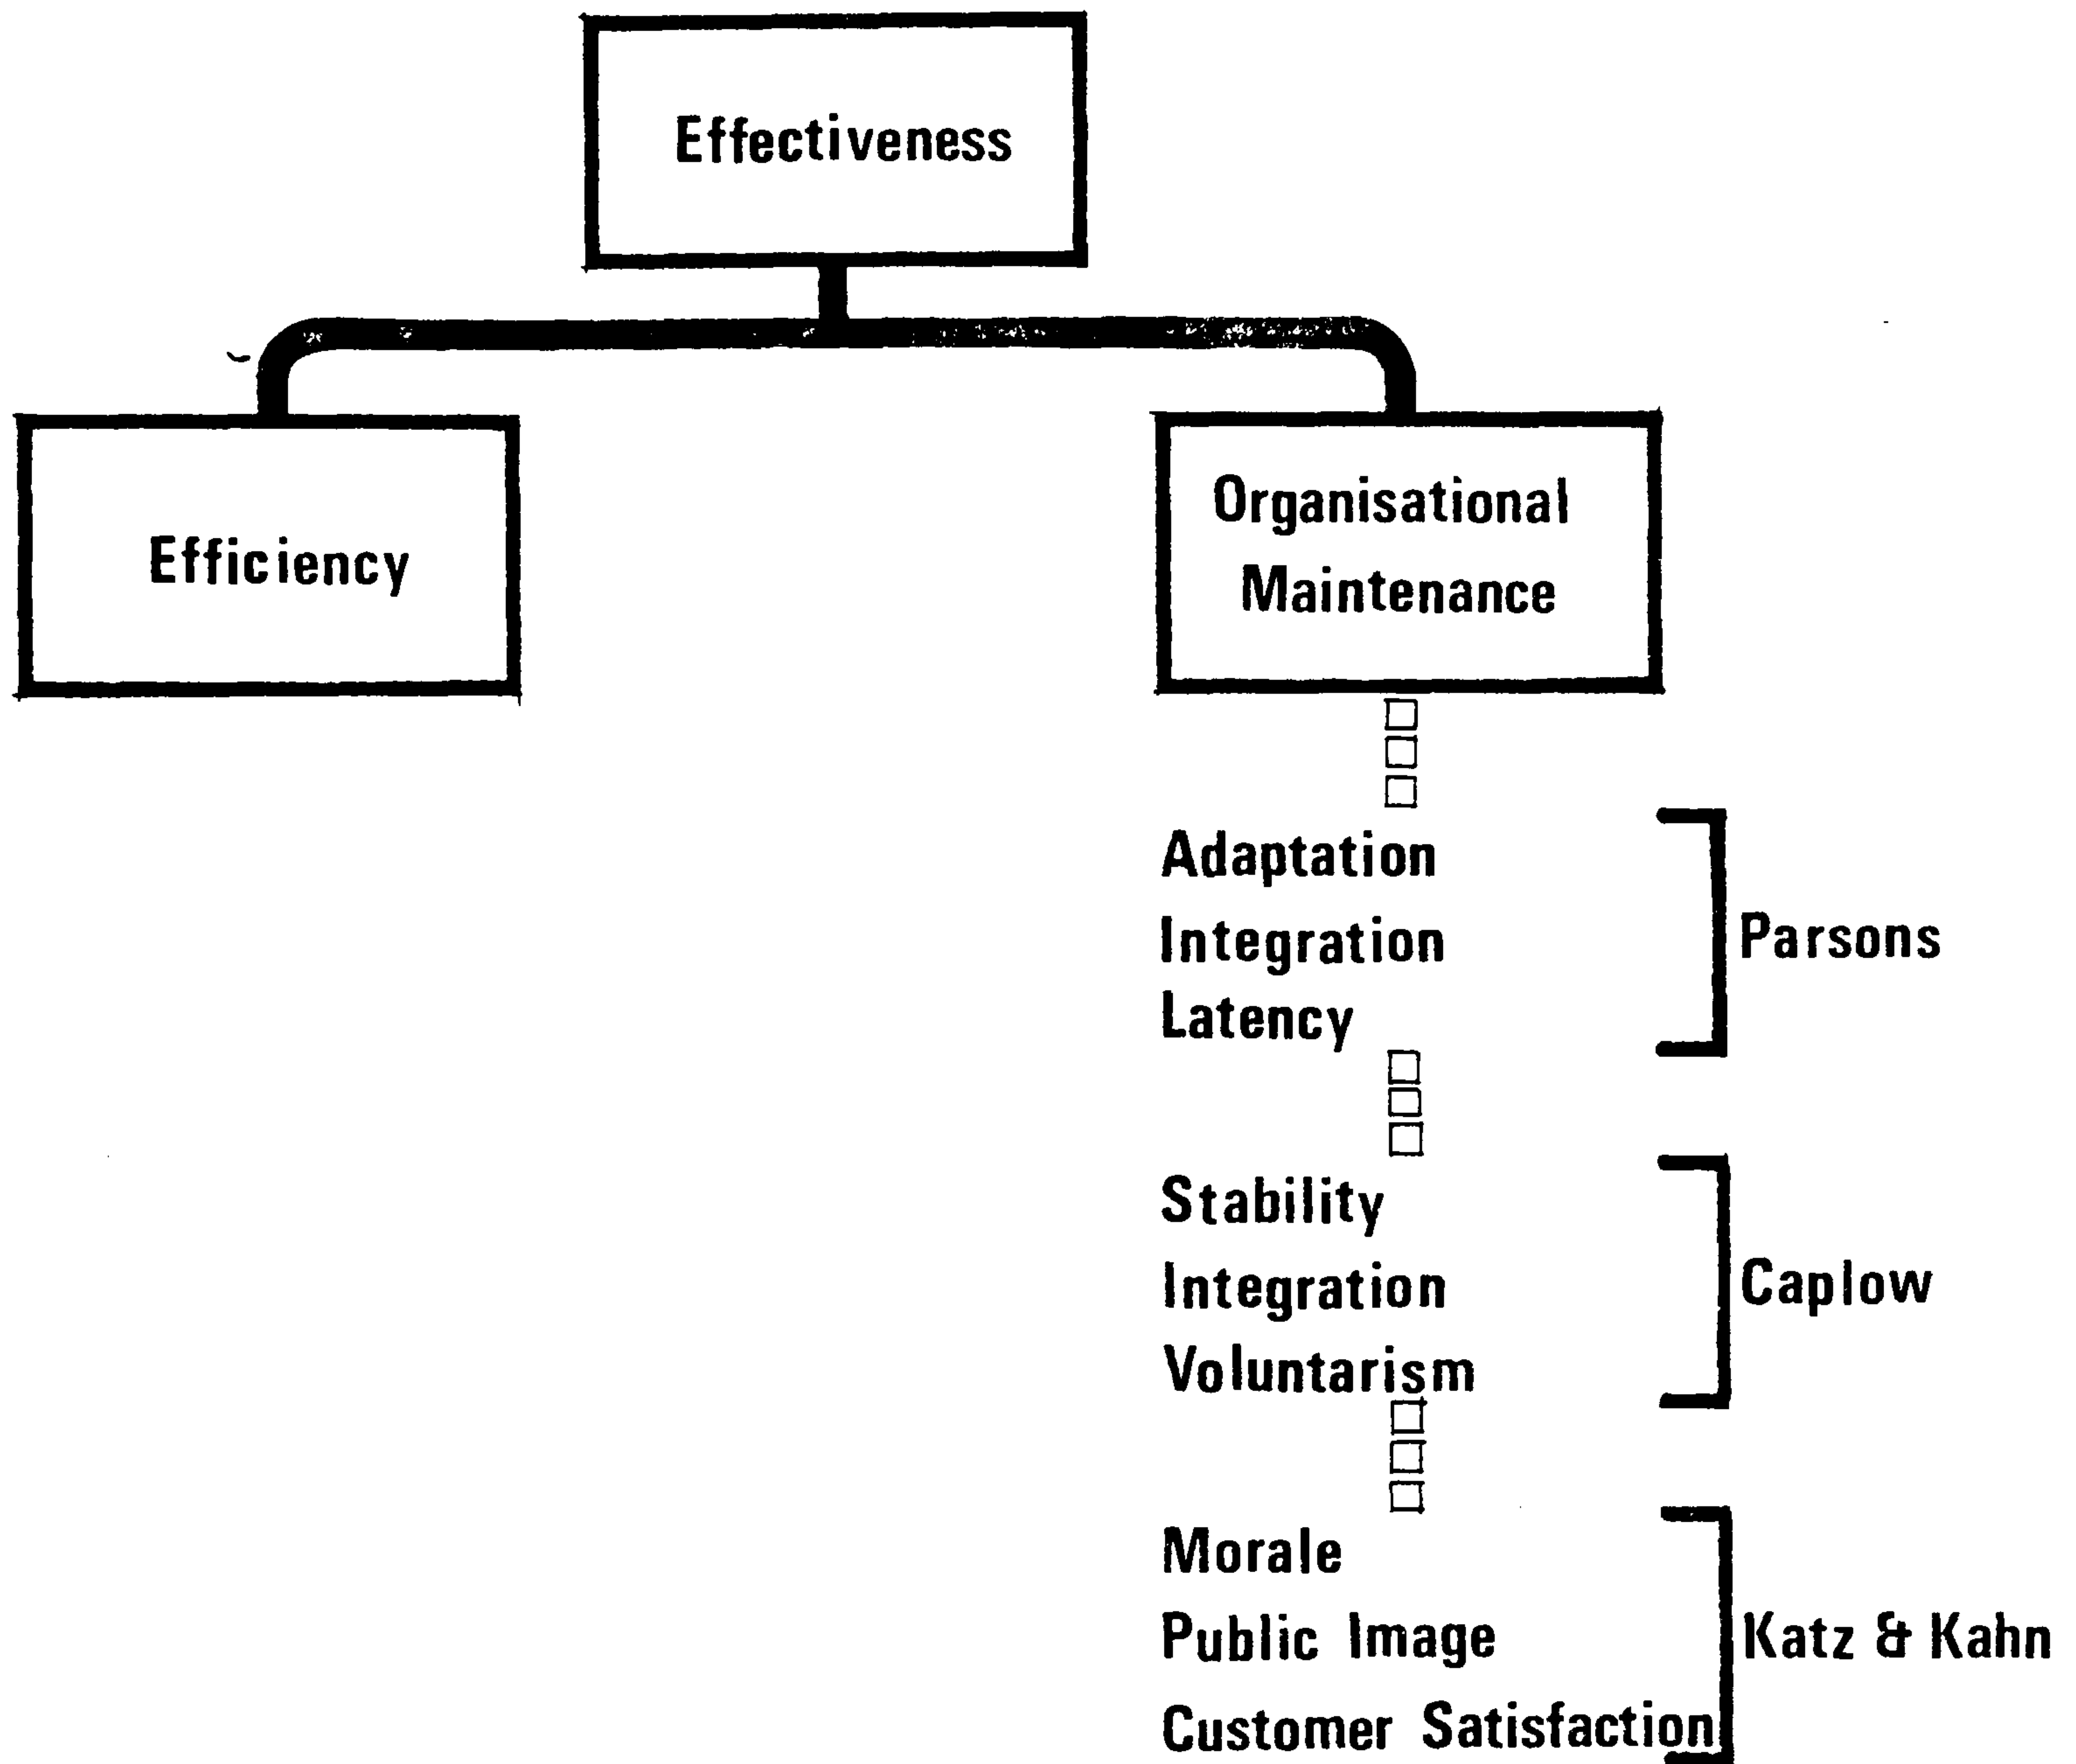 Effectiveness
Efficiency
Organisational
Maintenance
Adaptation
Integration
Latency
Parsons
Stability
Integration
Voluntarism
Caplow
Morale
Public Image
Customer Satisfaction
Katz & Kahn